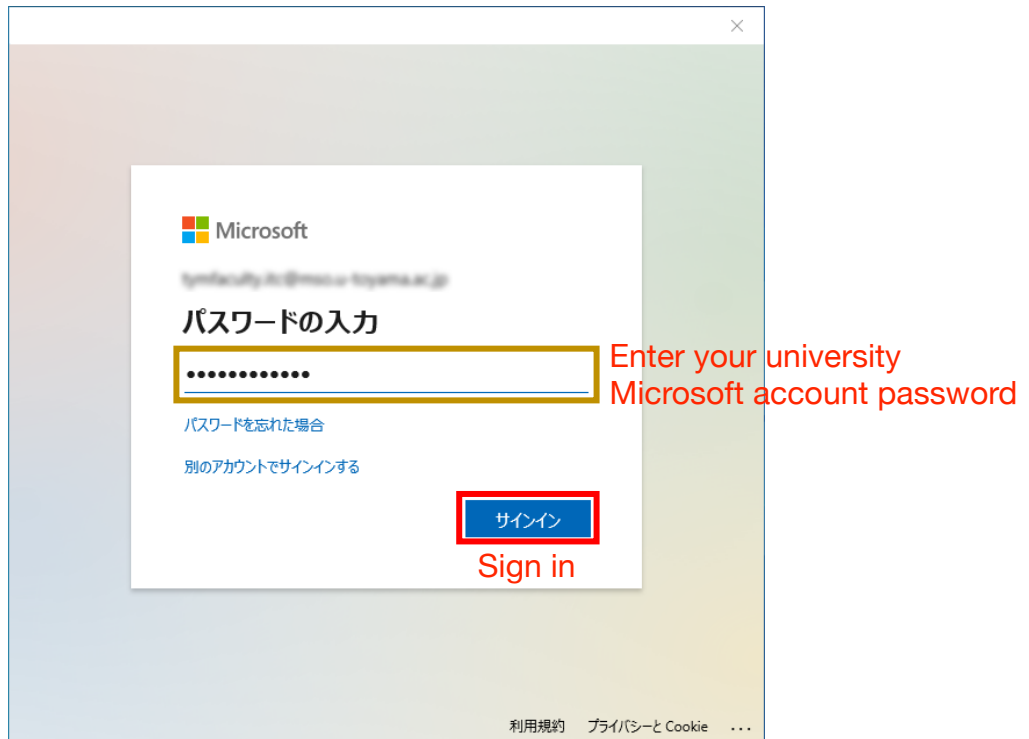 Microsoft
パスワードの入力
●●●●●●●●●●●●
Enter your university
Microsoft account password
パスワードを忘れた場合
別のアカウントでサインインする
サインイン
Sign in
利用規約 プライバシーと Cookie ...